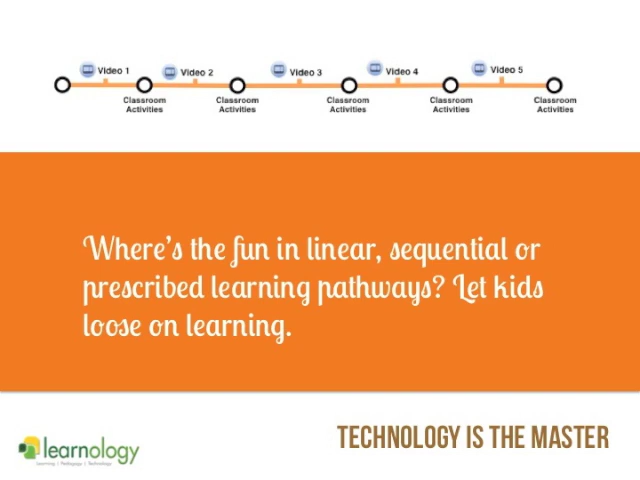 Video 1
Video 2
Video 3
Video 4
Video 5
Classroom
Activities
Classroom
Activities
Classroom
Activities
Classroom
Activities
Classroom
Activities
Where's the fun in linear, sequential or
prescribed learning pathways? Let kids
loose on learning.
learnology
Learning | Pedagogy | Technology
TECHNOLOGY IS THE MASTER